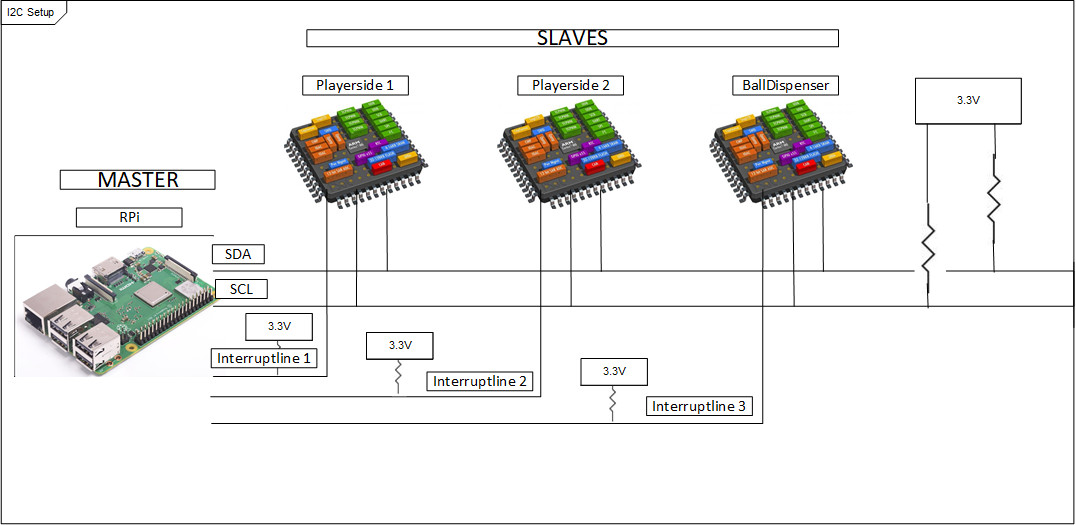 I2C Setup
SLAVES
Playerside 1
Playerside 2
BallDispenser
3.3V
MASTER
RPi
SDA
SCL
3.3V
Interruptline 1
3.3V
Interruptline 2
3.3V
Interruptline 3